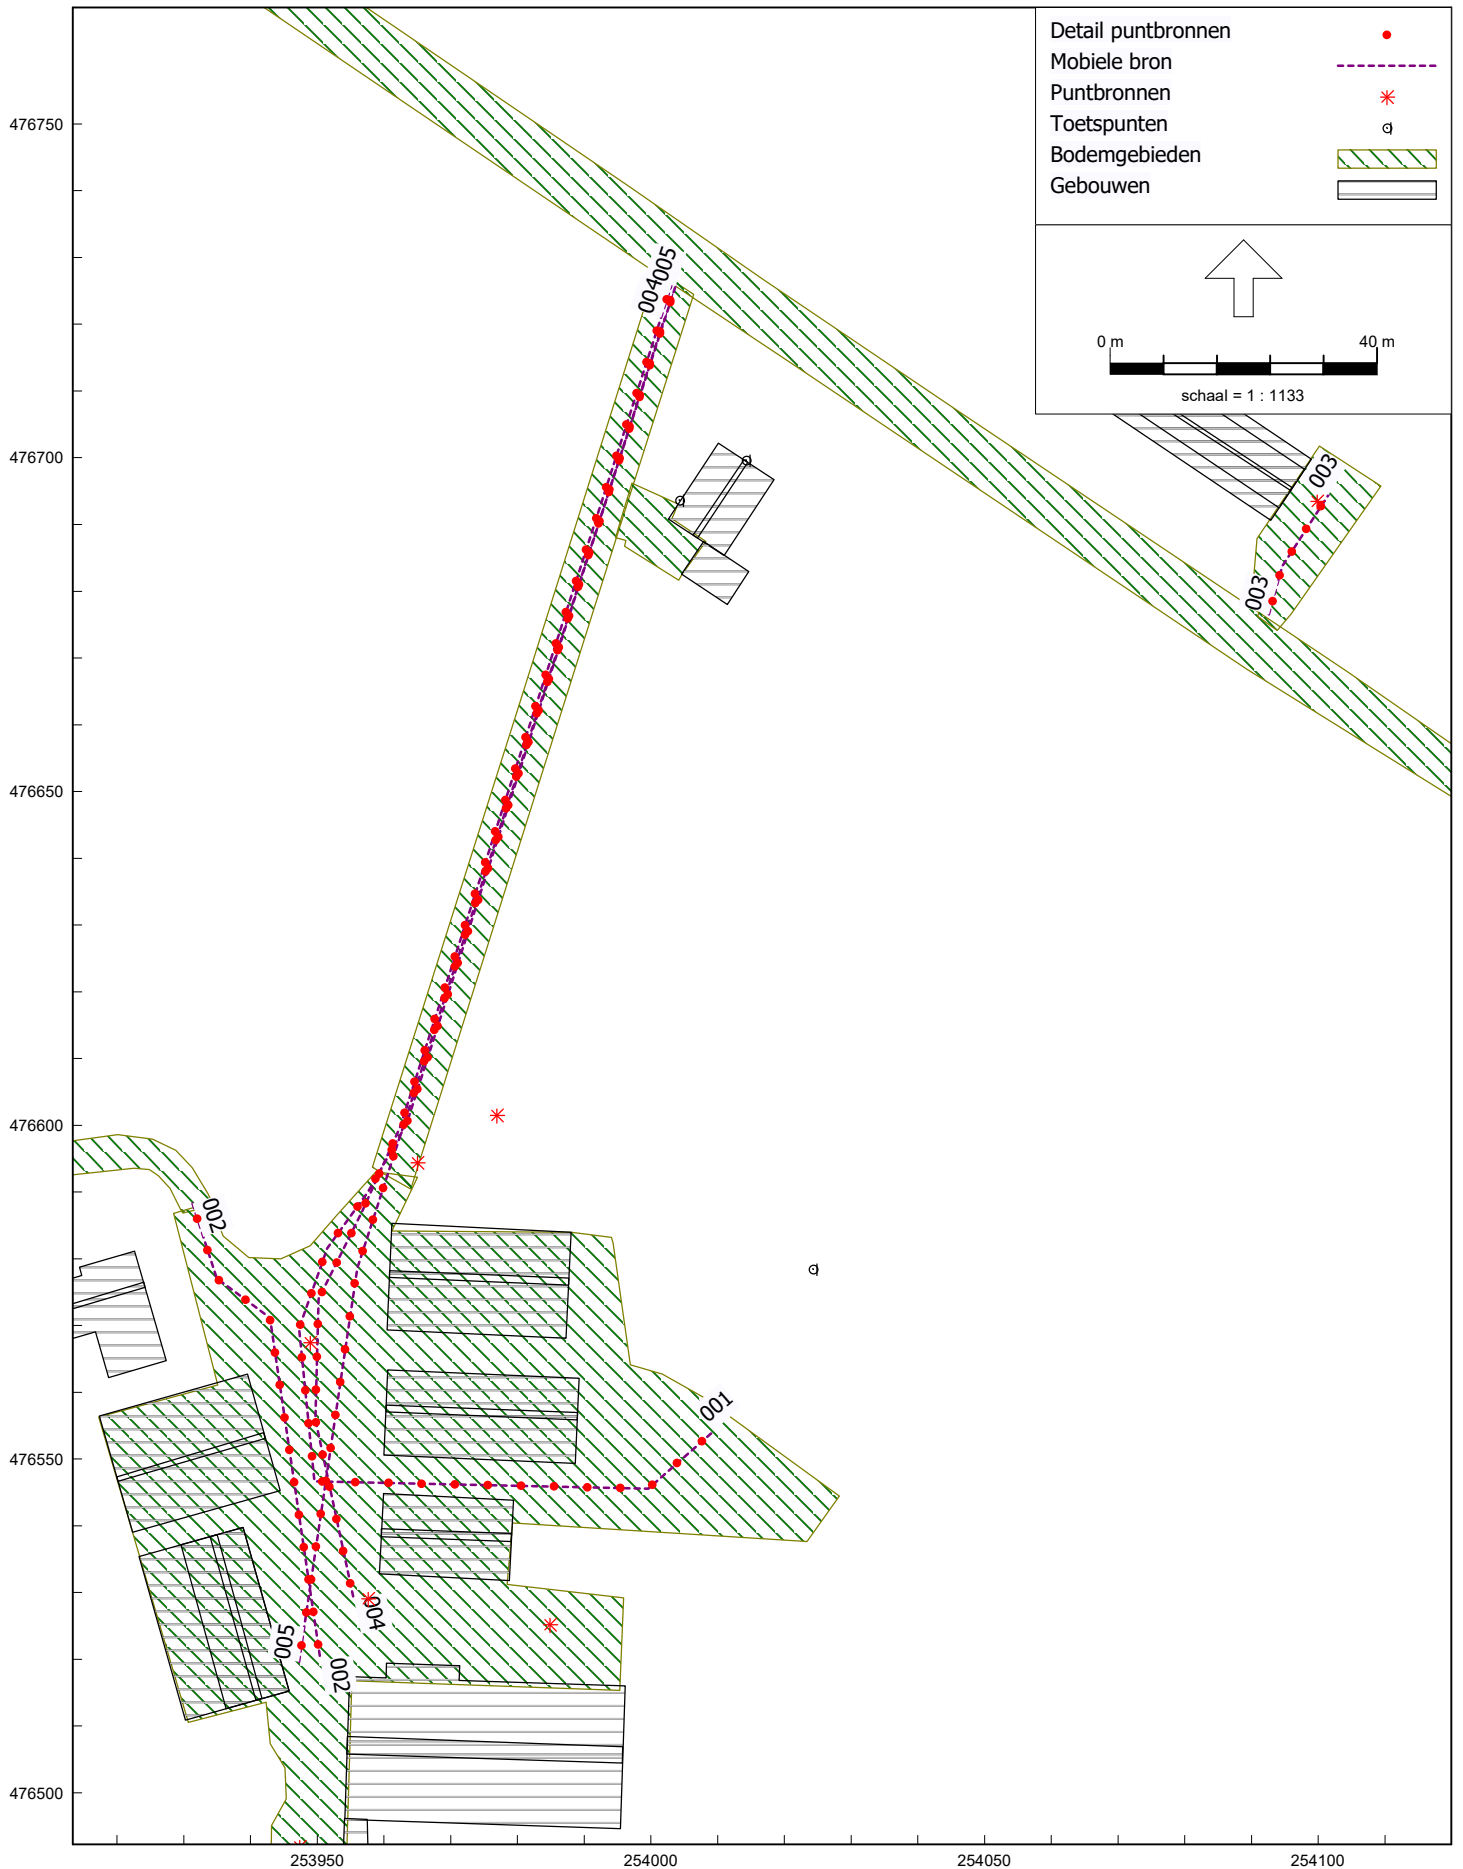 Detail puntbronnen
Mobiele bron
Puntbronnen
Toetspunten
Bodemgebieden
Gebouwen
0 m 40 m
schaal = 1 : 1133
476750
476700
476650
476600
476550
476500
004005
003
003
002
001
004
005
002
253950 254000 254050 254100